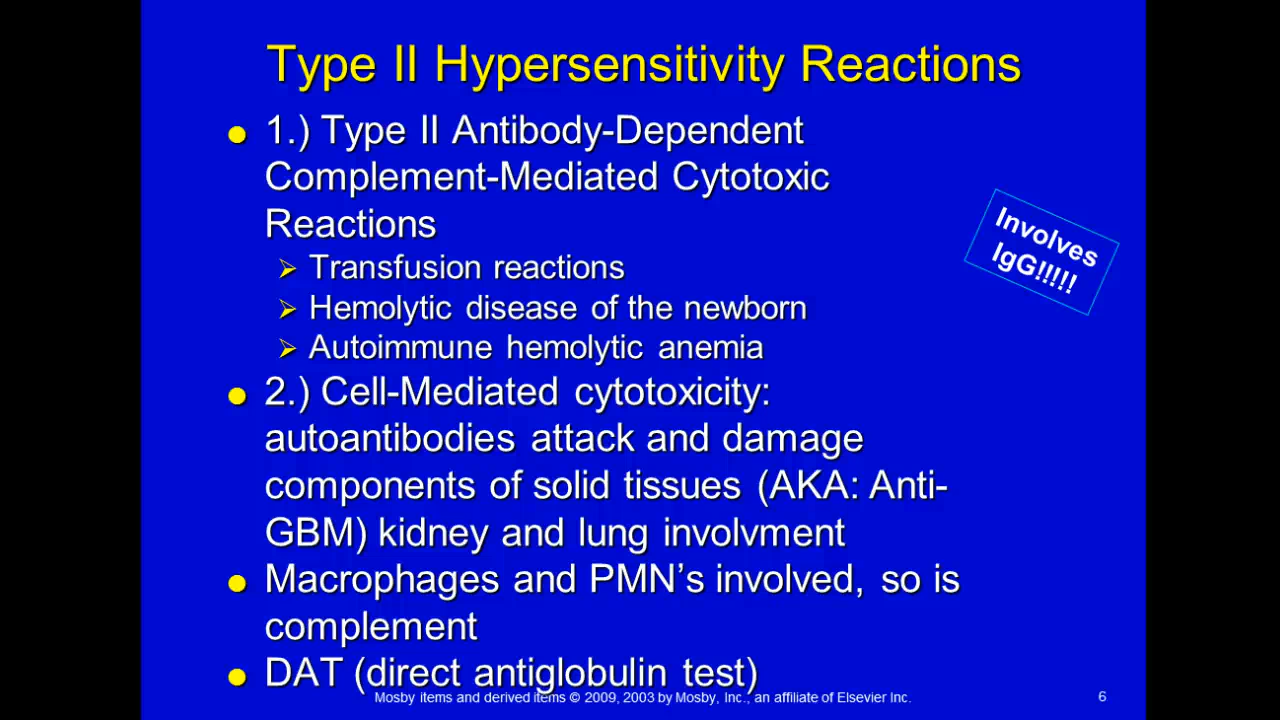 Type II Hypersensitivity Reactions
1.) Type II Antibody-Dependent
Complement-Mediated Cytotoxic
Reactions
Transfusion reactions
Hemolytic disease of the newborn
Autoimmune hemolytic anemia
Involves
IgG!!!!!
2.) Cell-Mediated cytotoxicity:
autoantibodies attack and damage
components of solid tissues (AKA: Anti-
GBM) kidney and lung involvment
Macrophages and PMN's involved, so is
complement
DAT (direct antiglobulin test)
Mosby items and derived items © 2009, 2003 by Mosby, Inc., an affiliate of Elsevier Inc.
6